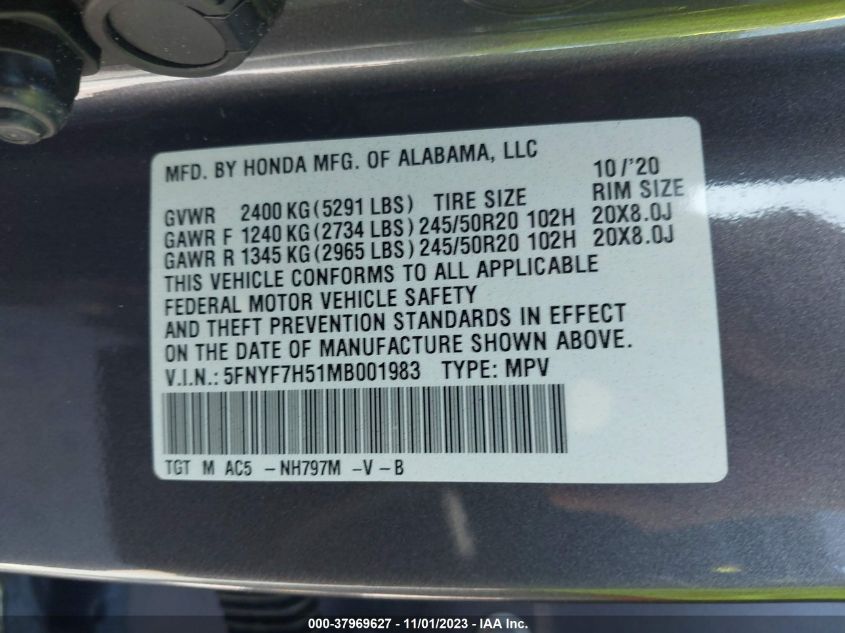 MFD. BY HONDA MFG. OF ALABAMA, LLC 10/'20
GVWR 2400 KG (5291 LBS) TIRE SIZE RIM SIZE
GAWR F 1240 KG (2734 LBS) 245/50R20 102H 20X8.0J
GAWR R 1345 KG (2965 LBS) 245/50R20 102H 20X8.0J
THIS VEHICLE CONFORMS TO ALL APPLICABLE
FEDERAL MOTOR VEHICLE SAFETY
AND THEFT PREVENTION STANDARDS IN EFFECT
ON THE DATE OF MANUFACTURE SHOWN ABOVE.
V.I.N.: 5FNYF7H51MB001983 TYPE: MPV
TGT M AC5 -NH797M -V -B
000-37969627 - 11/01/2023 - IAA Inc.